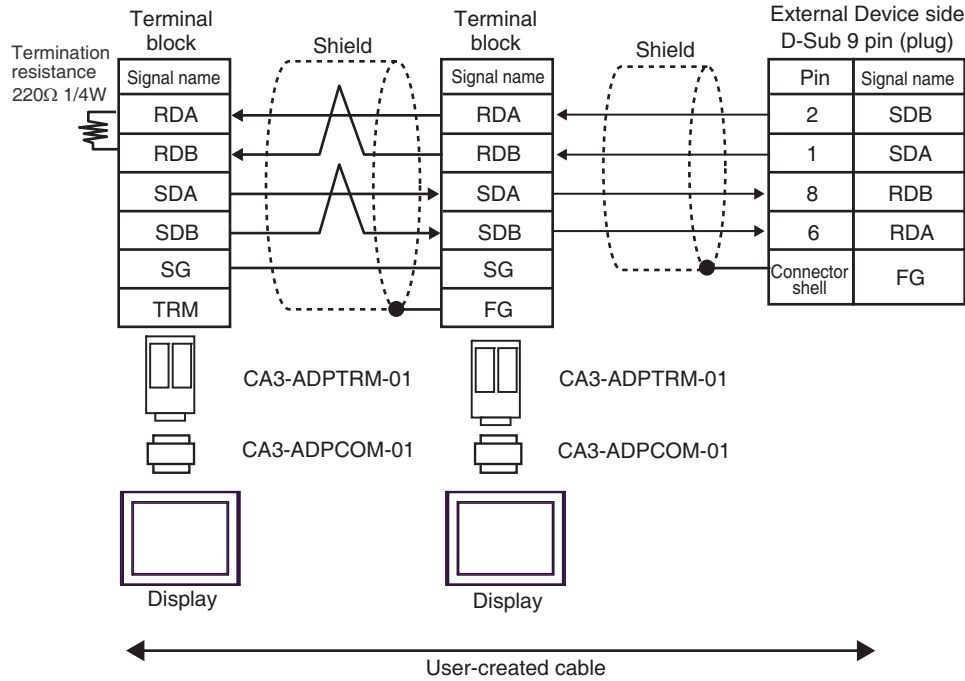 Terminal block
Shield
Terminal block
Shield
External Device side
D-Sub 9 pin (plug)
Termination resistance 220Ω 1/4W
Signal name
RDA
RDB
SDA
SDB
SG
TRM
Signal name
RDA
RDB
SDA
SDB
SG
FG
Pin Signal name
2 SDB
1 SDA
8 RDB
6 RDA
Connector shell FG
CA3-ADPTRM-01
CA3-ADPTRM-01
CA3-ADPCOM-01
CA3-ADPCOM-01
Display
Display
User-created cable